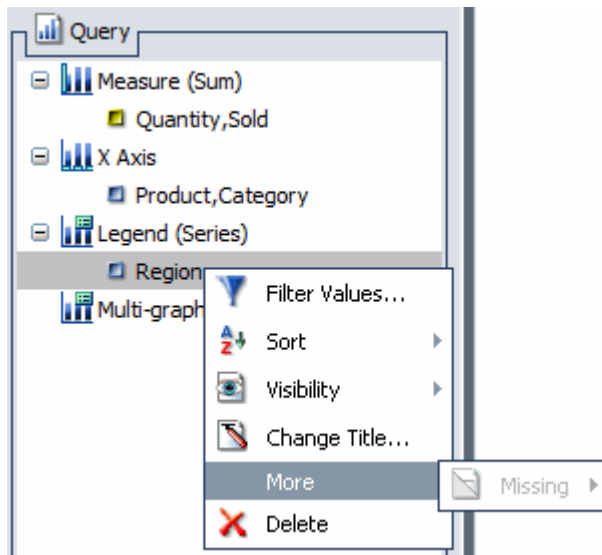 Query
Measure (Sum)
Quantity,Sold
X Axis
Product,Category
Legend (Series)
Region
Multi-graph
Filter Values...
Sort
Visibility
Change Title...
More
Missing
Delete